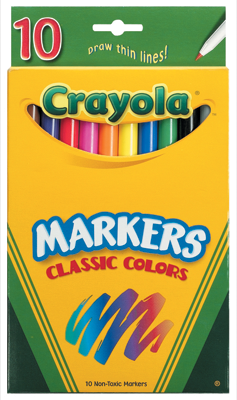 10
draw thin lines!
Crayola
MARKERS
CLASSIC COLORS
10 Non-Toxic Markers
®